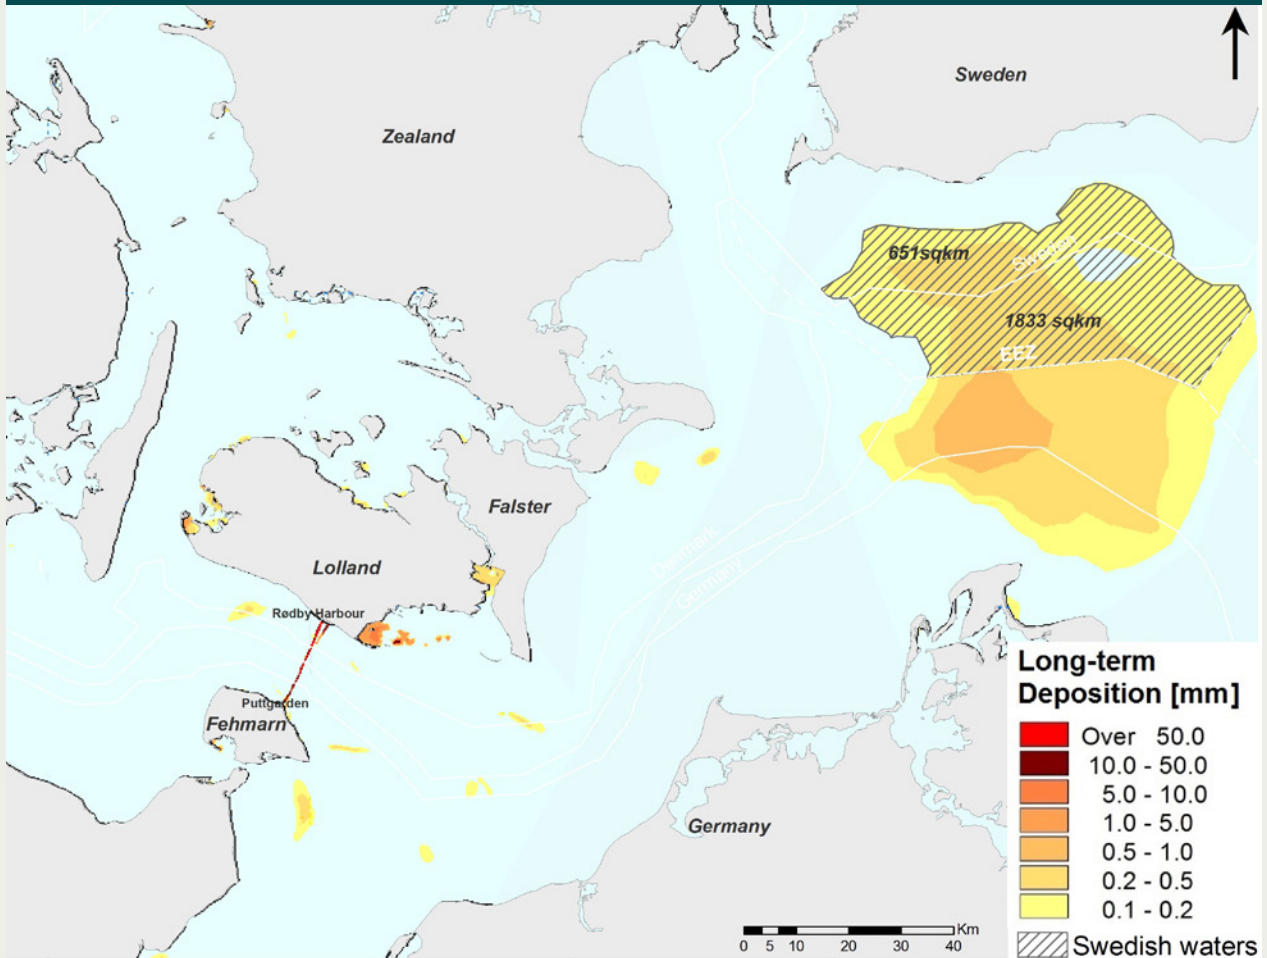 Sweden
Zealand
651sqkm
Sweden
1833 sqkm
EEZ
Falster
Denmark
Germany
Lolland
Rødby Harbour
Puttgarden
Fehmarn
Germany
Long-term
Deposition [mm]
Over 50.0
10.0 - 50.0
5.0 - 10.0
1.0 - 5.0
0.5 - 1.0
0.2 - 0.5
0.1 - 0.2
Swedish waters
Km
0 5 10 20 30 40